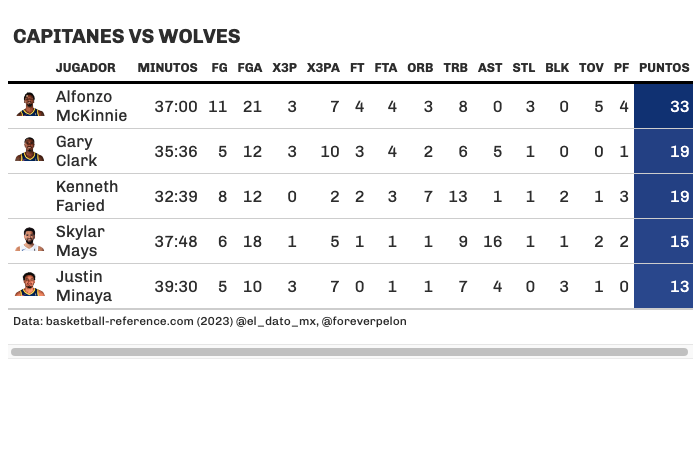 CAPITANES VS WOLVES
JUGADOR MINUTOS FG FGA X3P X3PA FT FTA ORB TRB AST STL BLK TOV PF PUNTOS
Alfonzo McKinnie 37:00 11 21 3 7 4 4 3 8 0 3 0 5 4 33
Gary Clark 35:36 5 12 3 10 3 4 2 6 5 1 0 0 1 19
Kenneth Faried 32:39 8 12 0 2 2 3 7 13 1 1 2 1 3 19
Skylar Mays 37:48 6 18 1 5 1 1 1 9 16 1 1 2 2 15
Justin Minaya 39:30 5 10 3 7 0 1 1 7 4 0 3 1 0 13
Data: basketball-reference.com (2023) @el_dato_mx, @foreverpelon